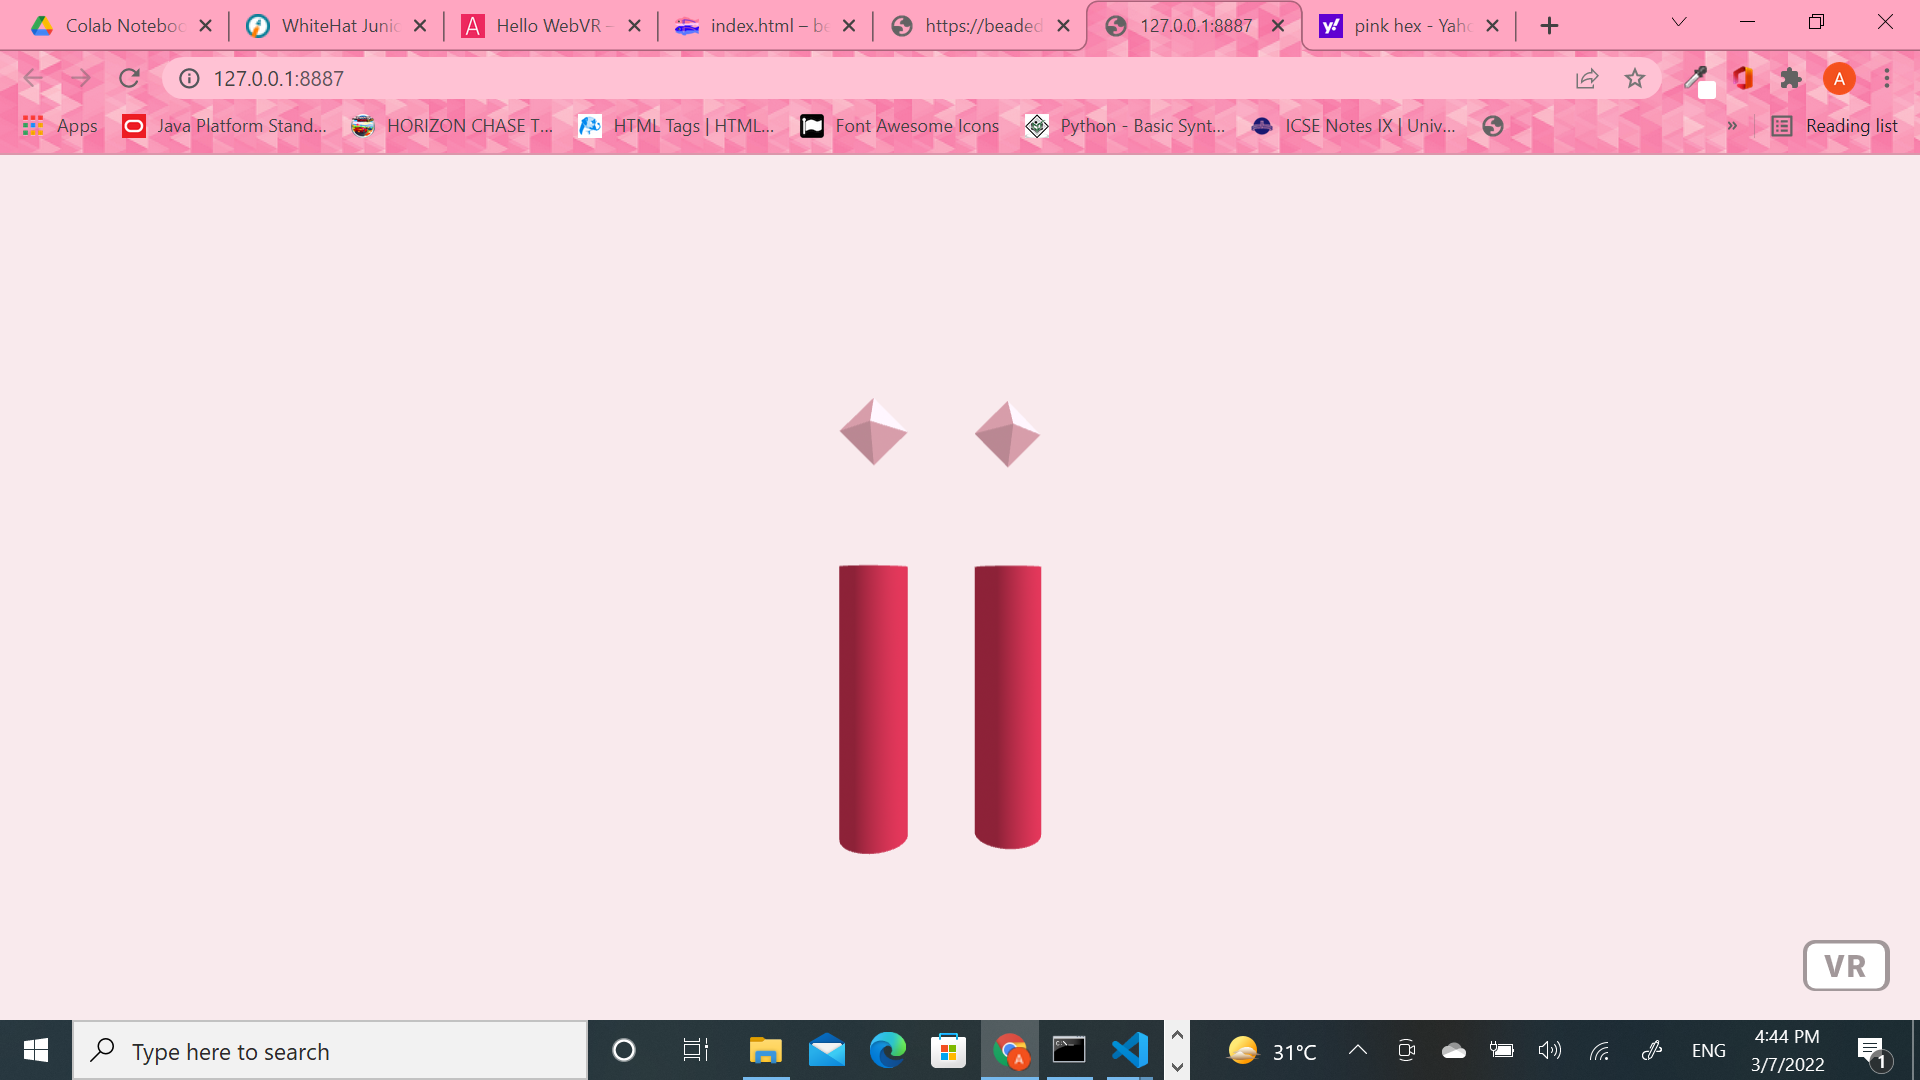 Colab Noteboo
WhiteHat Junio
Hello WebVR –
index.html – be
https://beaded
127.0.0.1:8887
pink hex - Yaho
127.0.0.1:8887
A
Apps
Java Platform Stand...
HORIZON CHASE T...
HTML Tags | HTML...
Font Awesome Icons
Python - Basic Synt...
ICSE Notes IX | Univ...
»
Reading list
VR
Type here to search
31°C
ENG
4:44 PM
3/7/2022
1